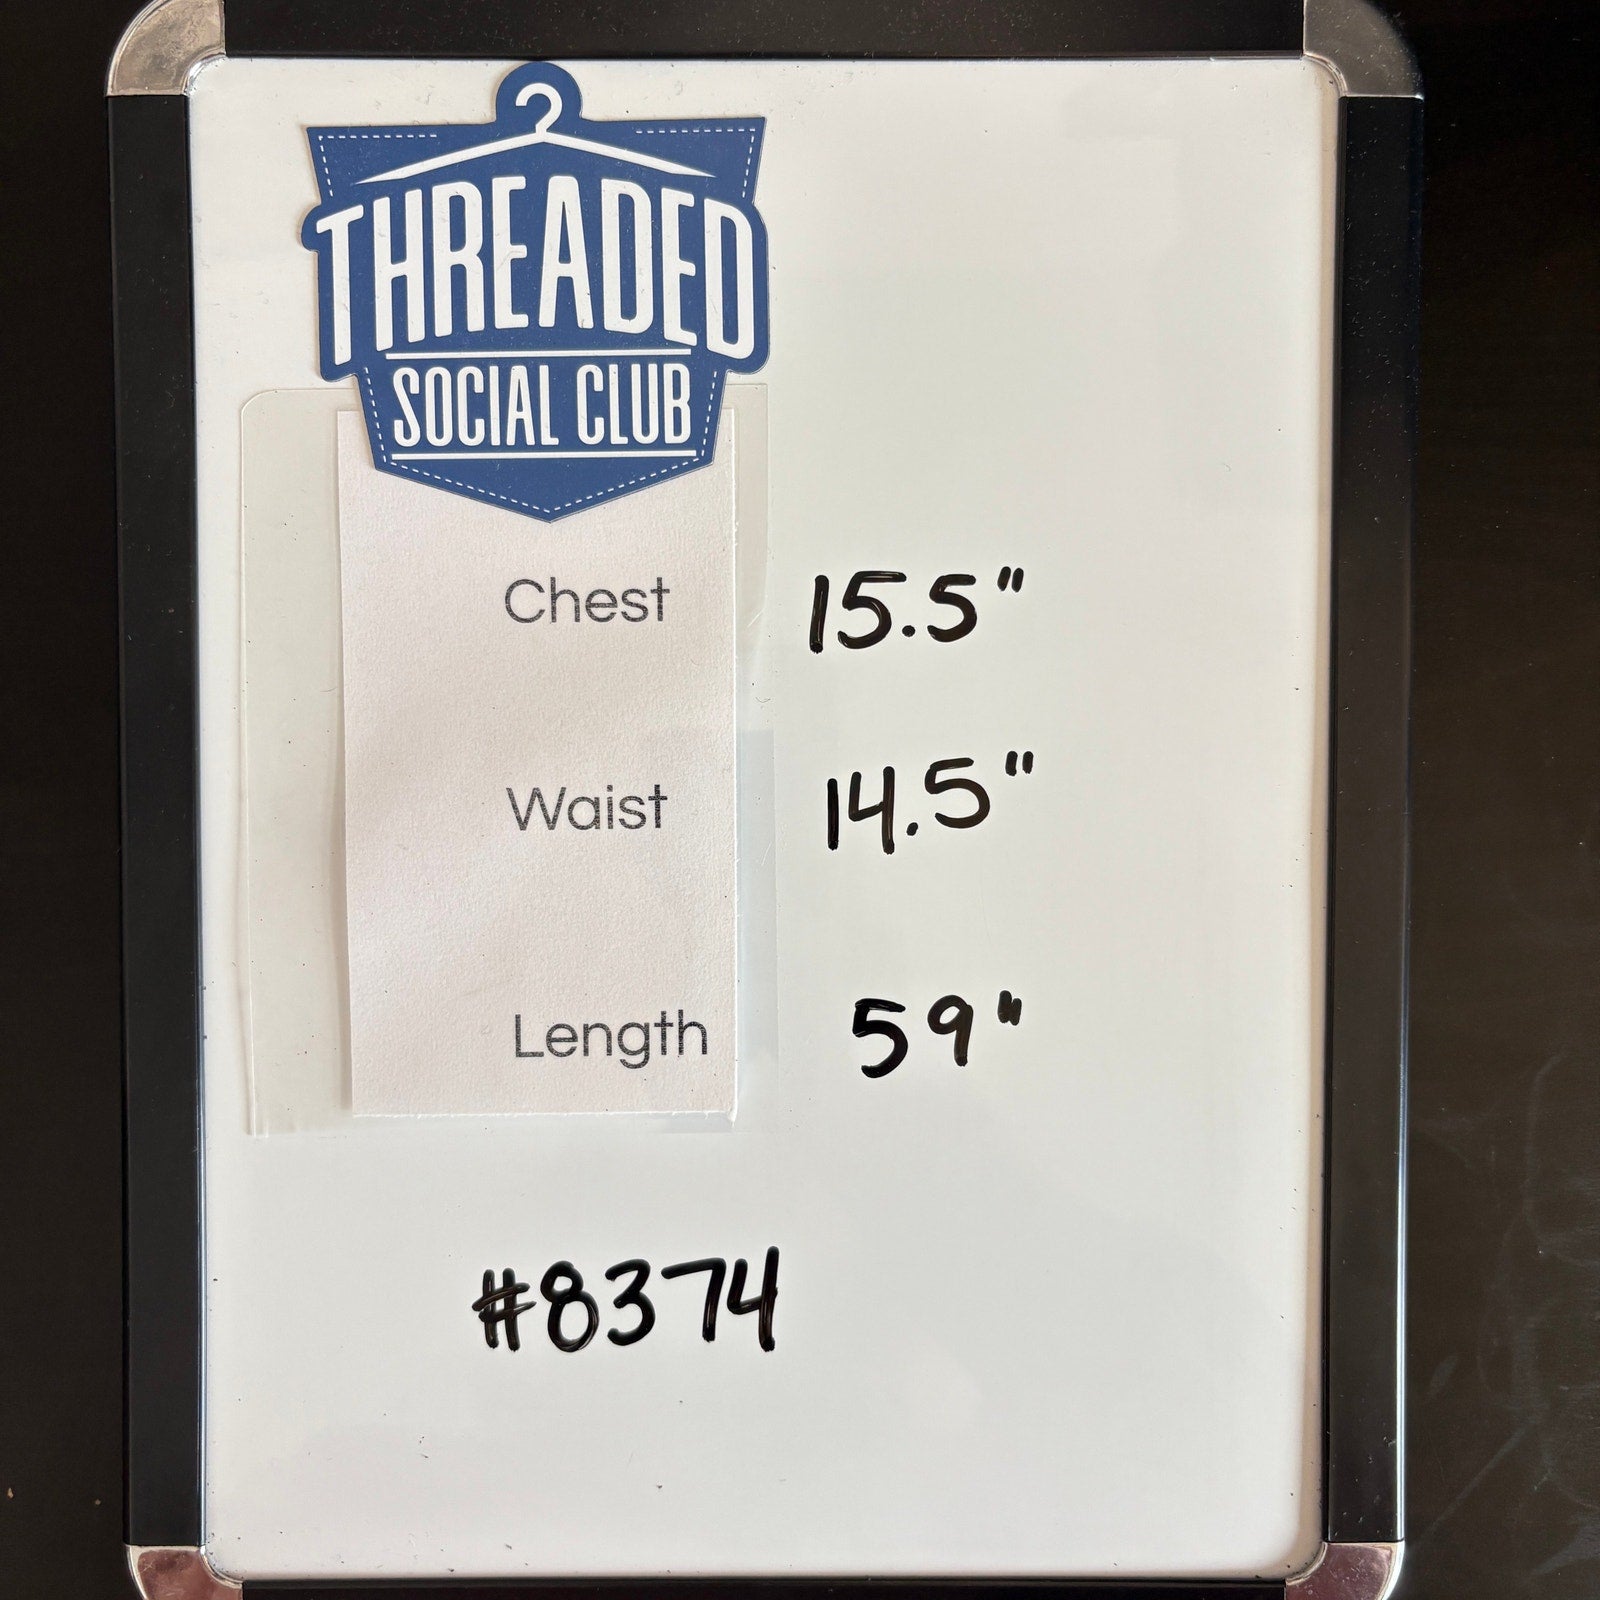 THREADED
SOCIAL CLUB
Chest 15.5"
Waist 14.5"
Length 59"
#8374